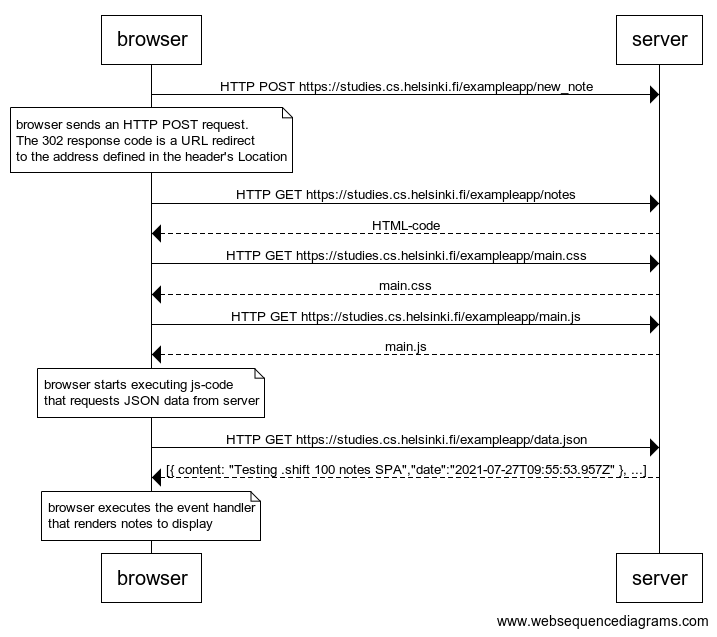 browser
server
HTTP POST https://studies.cs.helsinki.fi/exampleapp/new_note
browser sends an HTTP POST request.
The 302 response code is a URL redirect
to the address defined in the header's Location
HTTP GET https://studies.cs.helsinki.fi/exampleapp/notes
HTML-code
HTTP GET https://studies.cs.helsinki.fi/exampleapp/main.css
main.css
HTTP GET https://studies.cs.helsinki.fi/exampleapp/main.js
main.js
browser starts executing js-code
that requests JSON data from server
HTTP GET https://studies.cs.helsinki.fi/exampleapp/data.json
[{ content: "Testing .shift 100 notes SPA","date":"2021-07-27T09:55:53.957Z" }, ...]
browser executes the event handler
that renders notes to display
browser
server
www.websequencediagrams.com